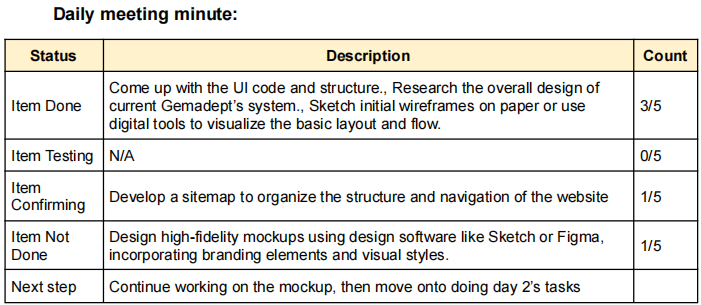 Daily meeting minute:
Status Description Count
Item Done Come up with the UI code and structure., Research the overall design of
current Gemadept's system., Sketch initial wireframes on paper or use
digital tools to visualize the basic layout and flow. 3/5
Item Testing N/A 0/5
Item
Confirming Develop a sitemap to organize the structure and navigation of the website 1/5
Item Not
Done Design high-fidelity mockups using design software like Sketch or Figma,
incorporating branding elements and visual styles. 1/5
Next step Continue working on the mockup, then move onto doing day 2's tasks